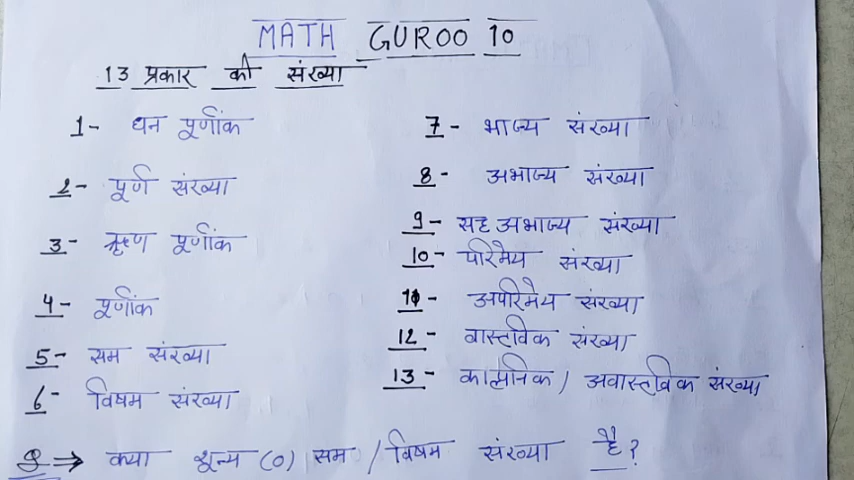 MATH GUROO 10
13 प्रकार की संख्या
1- धन पूर्णांक
2- पूर्ण संख्या
3- ऋण पूर्णांक
4- पूर्णांक
5- सम संख्या
6- विषम संख्या
7- भाज्य संख्या
8- अभाज्य संख्या
9- सह अभाज्य संख्या
10- परिमेय संख्या
11- अपरिमेय संख्या
12- वास्तविक संख्या
13- काल्पनिक / अवास्तविक संख्या
Q ⇒ क्या शून्य (0) सम / विषम संख्या है?